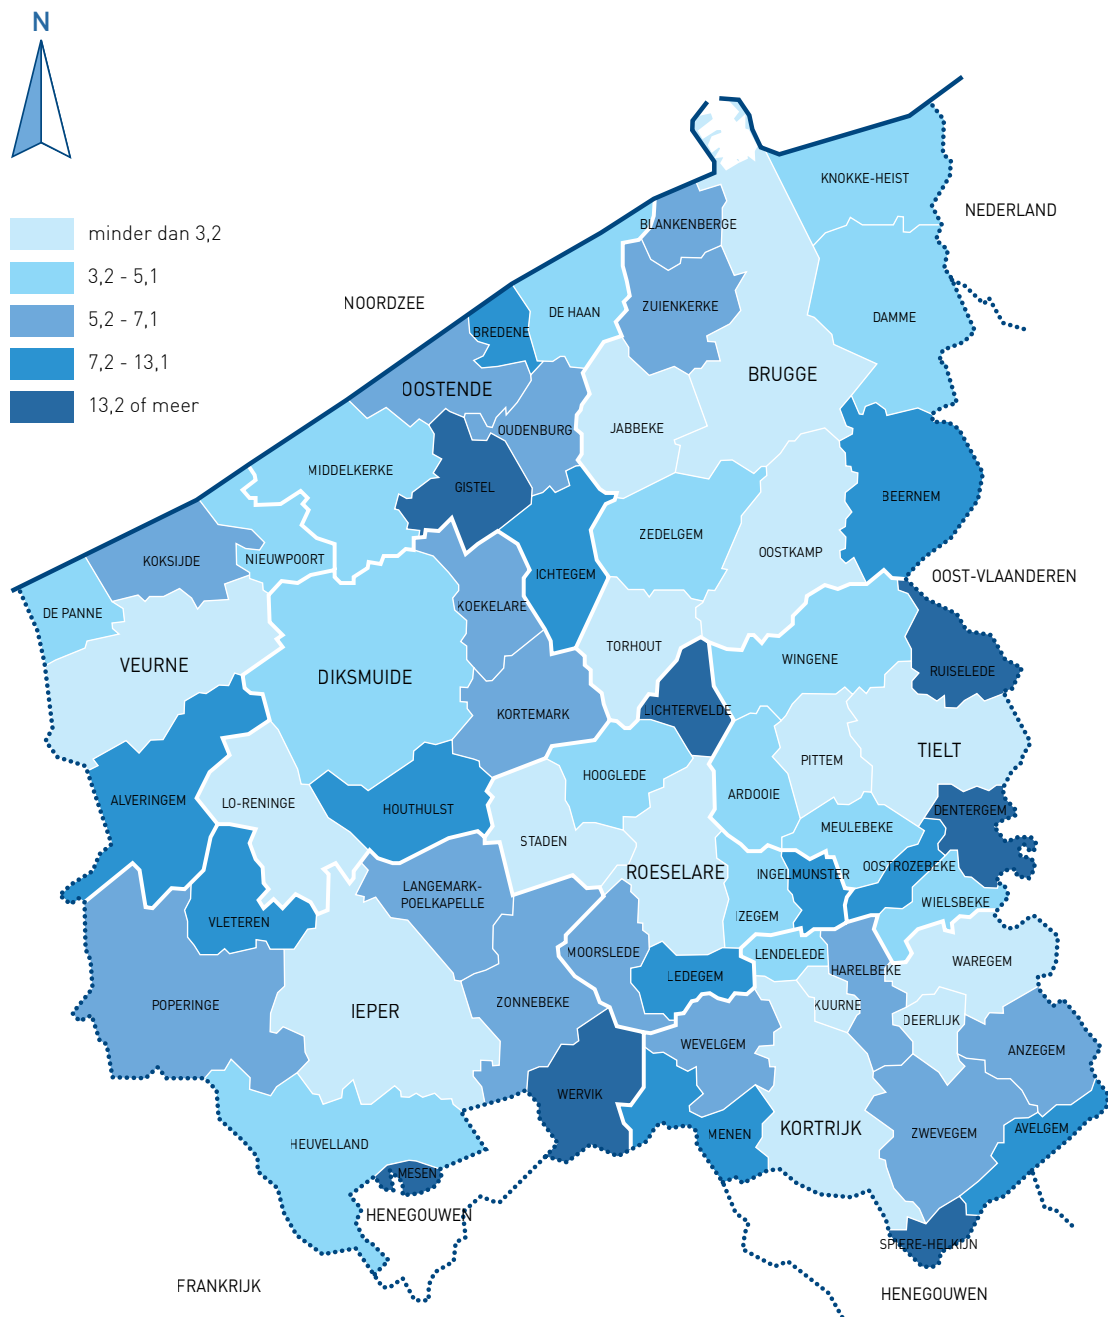 N
minder dan 3,2
3,2 - 5,1
5,2 - 7,1
7,2 - 13,1
13,2 of meer
KNOKKE-HEIST
NEDERLAND
BLANKENBERGE
NOORDZEE
ZUIENKERKE
DE HAAN
DAMME
BREDENE
BRUGGE
OOSTENDE
OUDENBURG
JABBEKE
MIDDELKERKE
GISTEL
BEERNEM
ZEDELGEM
OOSTKAMP
KOKSIJDE
NIEUWPOORT
ICHTEGEM
OOST-VLAANDEREN
DE PANNE
KOEKELARE
TORHOUT
VEURNE
DIKSMUIDE
WINGENE
RUISELEDE
LICHTERVELDE
KORTEMARK
TIELT
PITTEM
HOOGLEDE
ARDOOIE
ALVERINGEM
LO-RENINGE
HOUTHULST
DENTERGEM
MEULEBEKE
STADEN
ROESELARE
OOSTROZEBEKE
INGELMUNSTER
LANGEMARK-
POELKAPELLE
WIELSBEKE
IZEGEM
VLETEREN
MOORSLEDE
LENDELEDE
WAREGEM
HARELBEKE
LEDEGEM
POPERINGE
IEPER
ZONNEBEKE
KUURNE
DEERLIJK
WEVELGEM
ANZEGEM
WERVIK
KORTRIJK
AVELGEM
MENEN
ZWEVEGEM
HEUVELLAND
MESEN
HENEGOUWEN
SPIERE-HELKIJN
FRANKRIJK
HENEGOUWEN